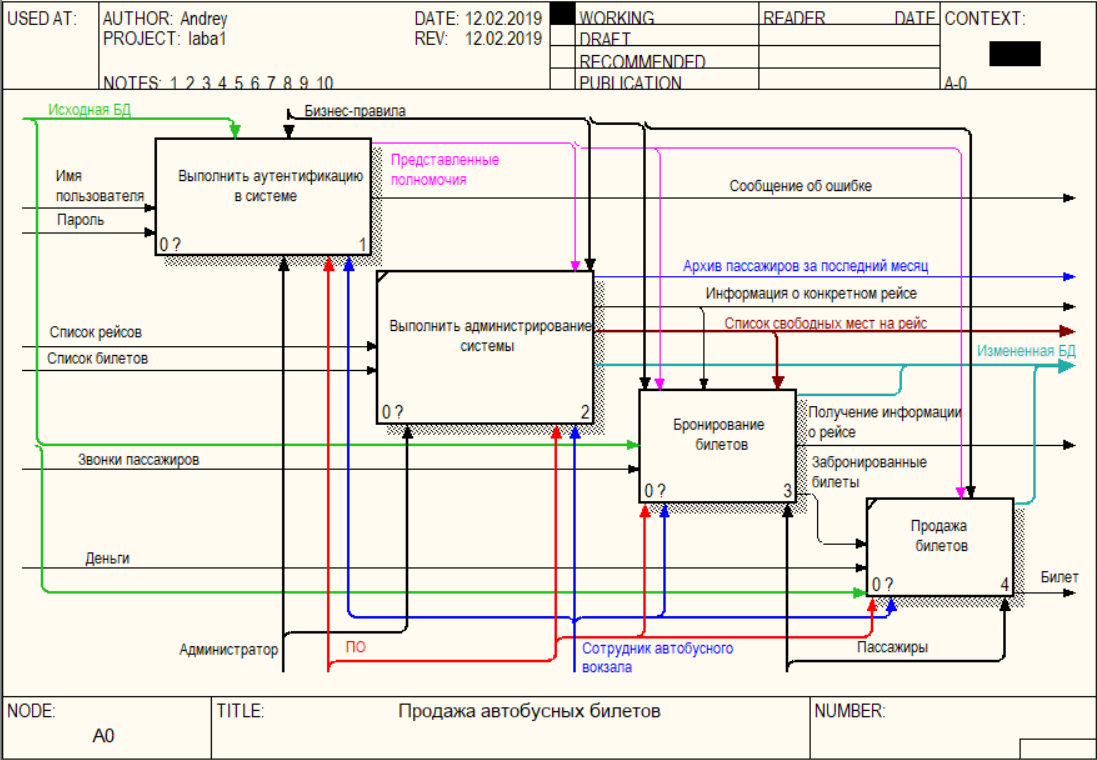 USED AT:
AUTHOR: Andrey
DATE: 12.02.2019
WORKING
READER
DATE
CONTEXT:
PROJECT: laba1
REV: 12.02.2019
DRAFT
RECOMMENDED
NOTES: 1 2 3 4 5 6 7 8 9 10
PUBLICATION
A-0
Исходная БД
Бизнес-правила
Представленные
полномочия
Имя
пользователя
Пароль
Выполнить аутентификацию
в системе
0 ?
1
Сообщение об ошибке
Архив пассажиров за последний месяц
Информация о конкретном рейсе
Список свободных мест на рейс
Измененная БД
Список рейсов
Список билетов
Выполнить администрирование
системы
0 ?
2
Звонки пассажиров
Бронирование
билетов
0 ?
3
Получение информации
о рейсе
Забронированные
билеты
Продажа
билетов
0 ?
4
Деньги
Билет
Администратор
ПО
Сотрудник автобусного
вокзала
Пассажиры
NODE:
A0
TITLE:
Продажа автобусных билетов
NUMBER: